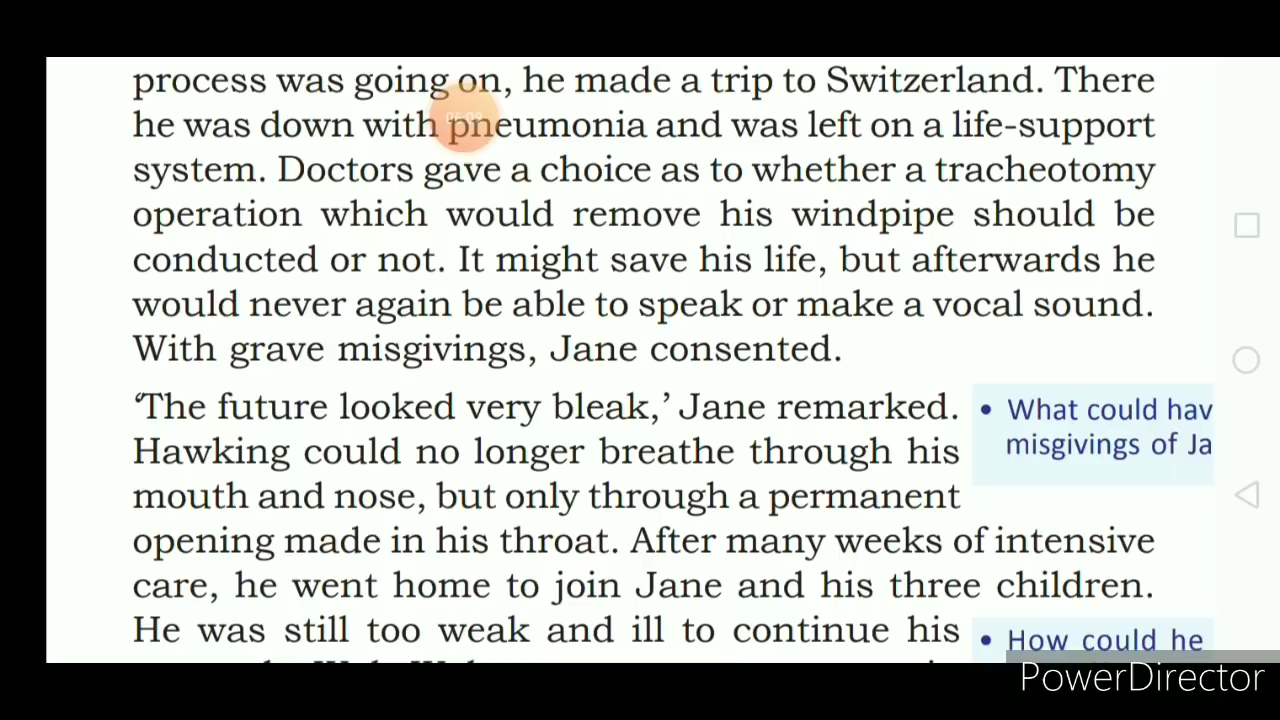 process was going on, he made a trip to Switzerland. There
he was down with pneumonia and was left on a life-support
system. Doctors gave a choice as to whether a tracheotomy
operation which would remove his windpipe should be
conducted or not. It might save his life, but afterwards he
would never again be able to speak or make a vocal sound.
With grave misgivings, Jane consented.
‘The future looked very bleak,’ Jane remarked.
Hawking could no longer breathe through his
mouth and nose, but only through a permanent
opening made in his throat. After many weeks of intensive
care, he went home to join Jane and his three children.
He was still too weak and ill to continue his
• What could hav
misgivings of Ja
• How could he
PowerDirector